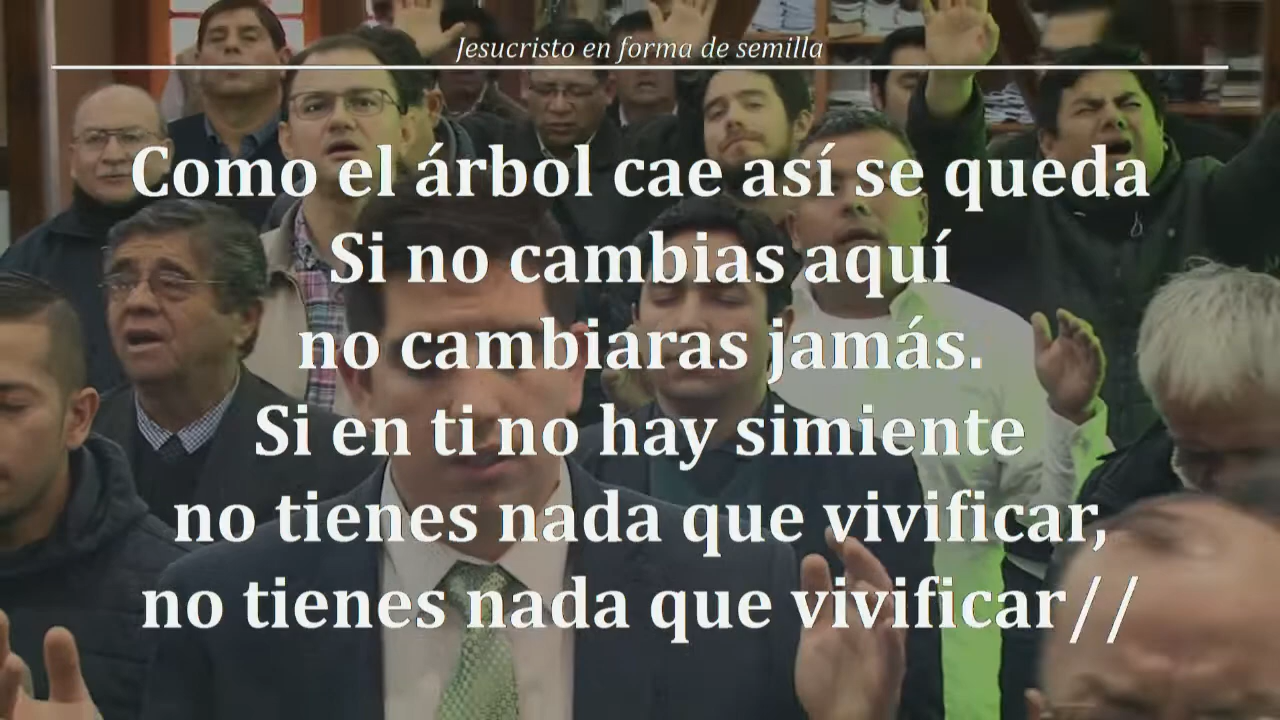 Jesucristo en forma de semilla
Como el árbol cae así se queda
Si no cambias aquí
no cambiaras jamás.
Si en ti no hay simiente
no tienes nada que vivificar,
no tienes nada que vivificar//